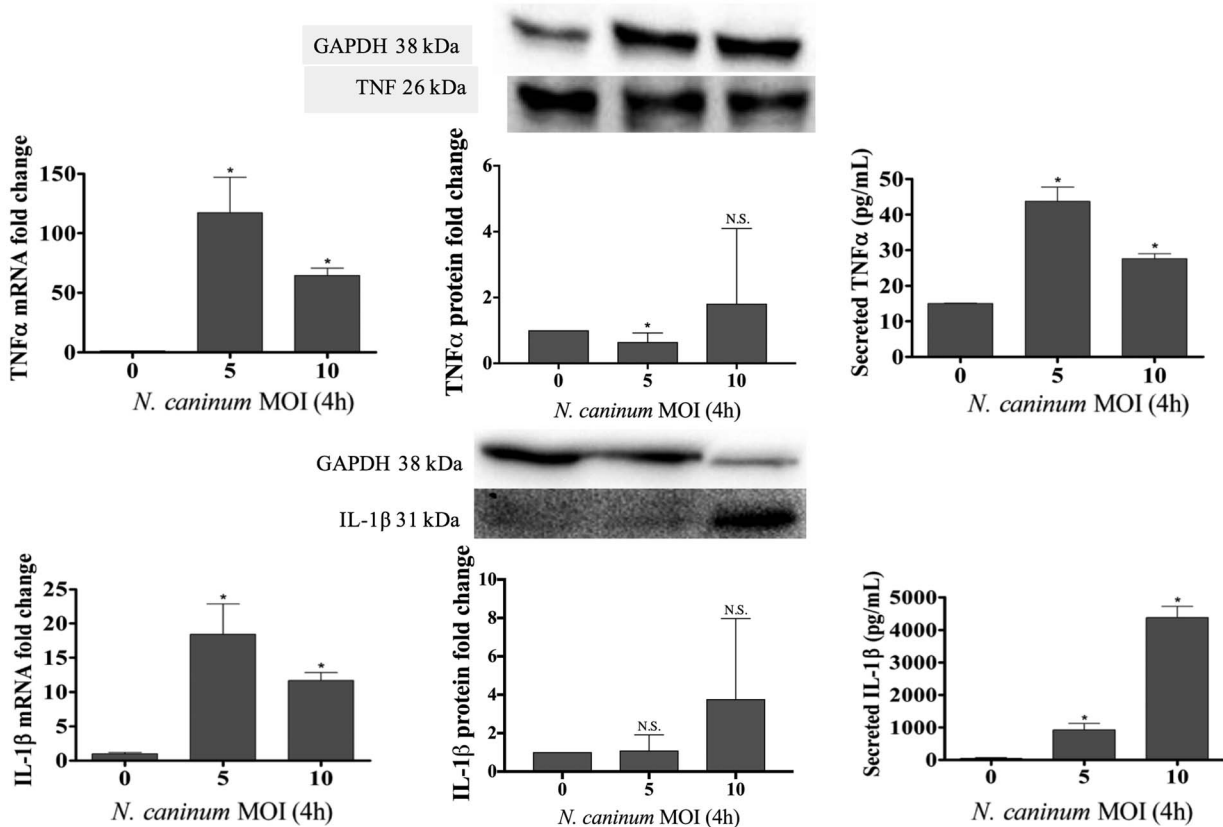 GAPDH 38 kDa
TNF 26 kDa
TNFα mRNA fold change
150
100
50
0
*
*
0 5 10
N. caninum MOI (4h)
TNFα protein fold change
6
4
2
0
*
N.S.
0 5 10
N. caninum MOI (4h)
Secreted TNFα (pg/mL)
50
40
30
20
10
0
*
*
0 5 10
N. caninum MOI (4h)
GAPDH 38 kDa
IL-1β 31 kDa
IL-1β mRNA fold change
25
20
15
10
5
0
*
*
0 5 10
N. caninum MOI (4h)
IL-1β protein fold change
10
8
6
4
2
0
N.S.
N.S.
0 5 10
N. caninum MOI (4h)
Secreted IL-1β (pg/mL)
5000
4000
3000
2000
1000
0
*
*
0 5 10
N. caninum MOI (4h)